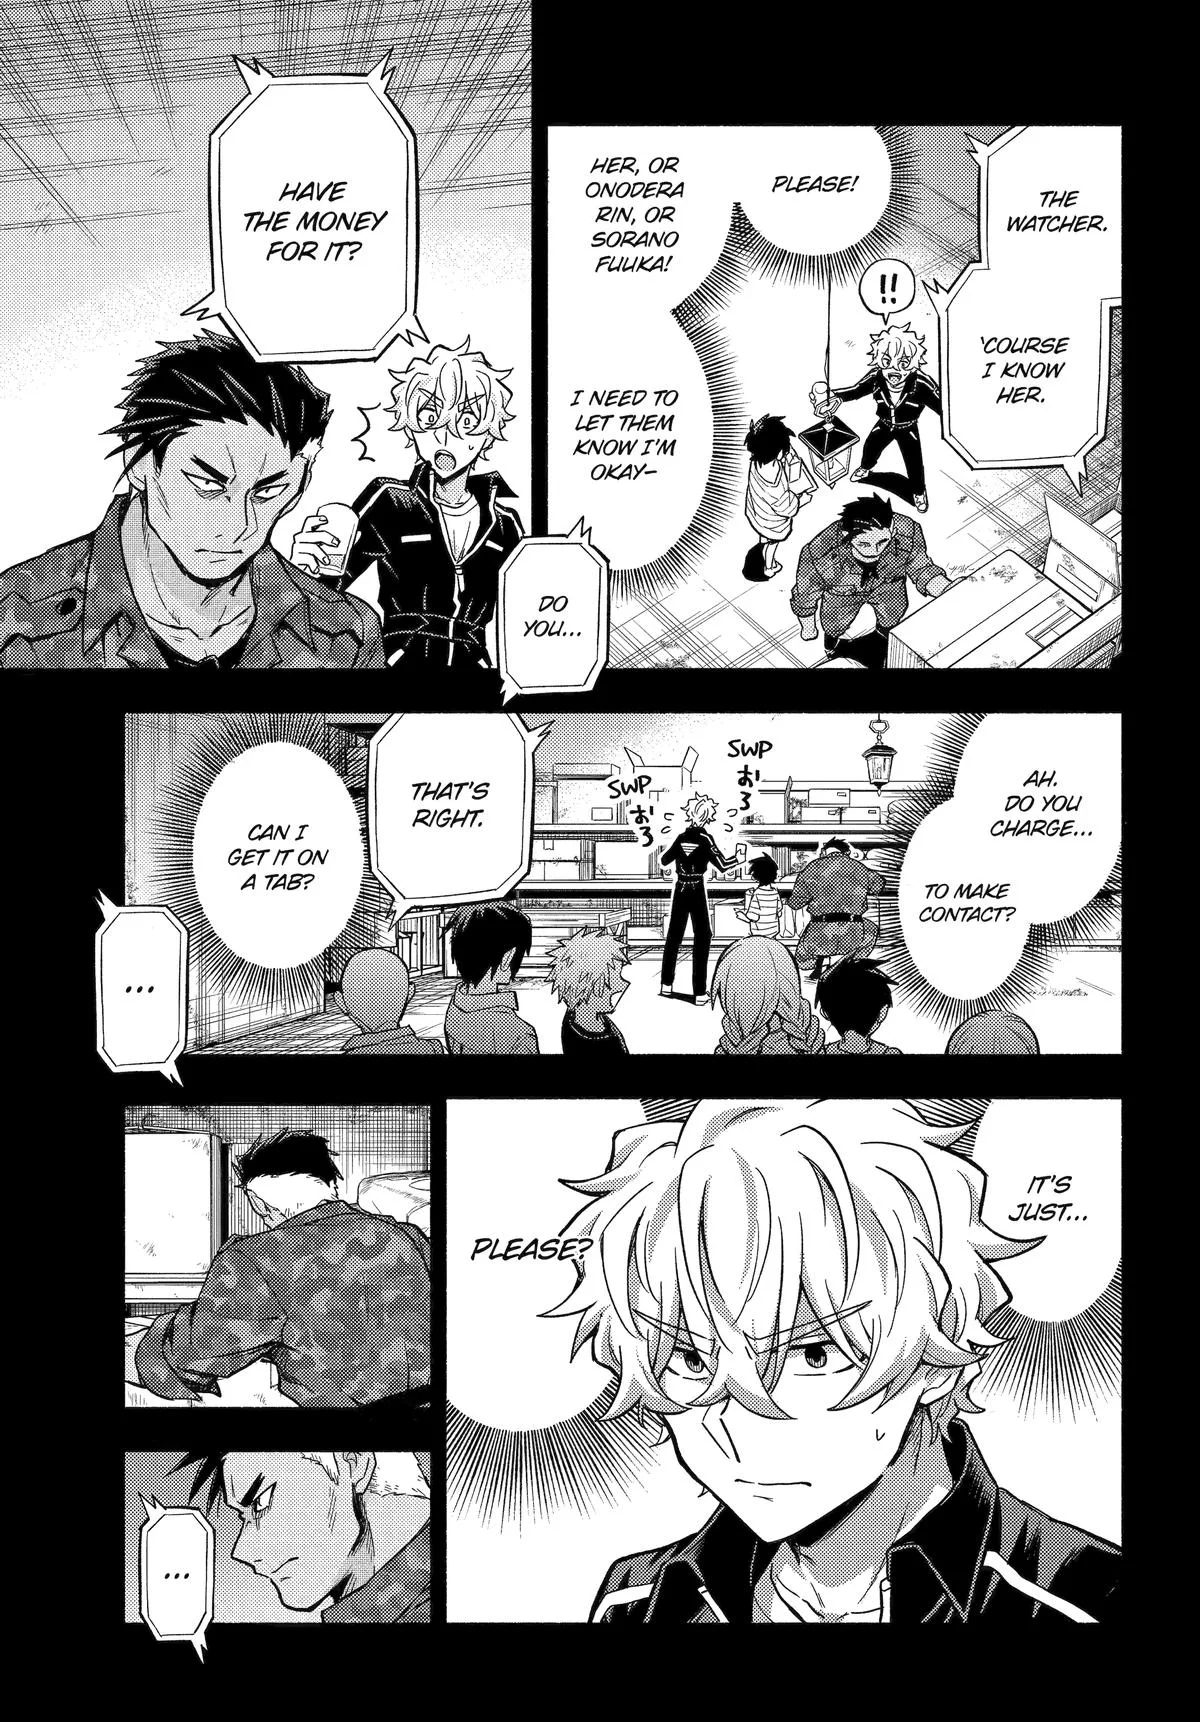 THE
WATCHER.
'COURSE
I KNOW
HER.
!!
PLEASE!
HER, OR
ONODERA
RIN, OR
SORANO
FUUKA!
I NEED TO
LET THEM
KNOW I'M
OKAY-
DO
YOU...
HAVE
THE MONEY
FOR IT?
AH.
DO YOU
CHARGE...
TO MAKE
CONTACT?
SWP
おろ
SWP
おろ
THAT'S
RIGHT.
CAN I
GET IT ON
A TAB?
...
IT'S
JUST...
PLEASE?
...